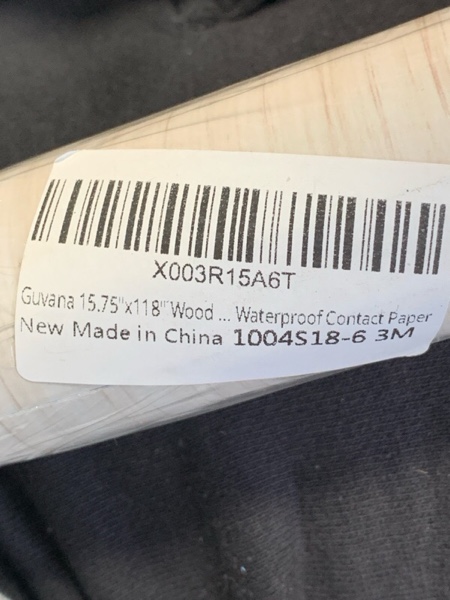 X003R15A6T
Guvana 15.75"x118" Wood ... Waterproof Contact Paper
New Made in China 1004S18-6 3M